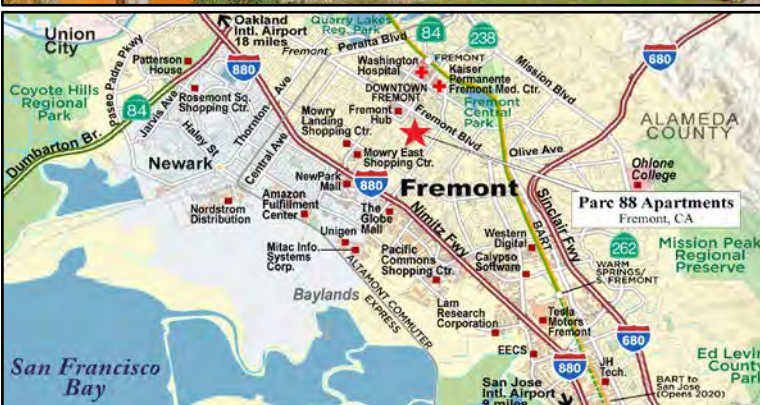 Union
City
Oakland
Intl. Airport
18 miles
Quarry Lakes
Reg. Park
84
238
680
Peralta Blvd
Fremont
Mission Blvd
Paseo Padre Pkwy
Patterson
House
880
Washington
Hospital
FREMONT
Kaiser
Permanente
Fremont Med. Ctr.
Coyote Hills
Regional
Park
84
Jarvis Ave
Rosemont Sq.
Shopping Ctr.
Haley St
Thornton Ave
Central Ave
DOWNTOWN
FREMONT
Fremont
Hub
Mowry
Landing
Shopping Ctr.
Fremont Blvd
Fremont
Central
Park
ALAMEDA
COUNTY
Dumbarton Br.
Newark
Mowry East
Shopping Ctr.
Olive Ave
Ohlone
College
NewPark
Mall
880
Fremont
Parc 88 Apartments
Fremont, CA
Nordstrom
Distribution
Amazon
Fulfillment
Center
The
Globe
Mall
Nimitz Fwy
BART
Sinclair Fwy
262
Mission Peak
Regional
Preserve
Unigen
Mitac Info.
Systems
Corp.
Pacific
Commons
Shopping Ctr.
Western
Digital
Calypso
Software
WARM
SPRINGS/
S. FREMONT
Baylands
ALTAMONT COMMUTER
EXPRESS
Lam
Research
Corporation
Tesla
Motors
Fremont
680
San Francisco
Bay
EECS
880
JH
Tech.
Ed Levin
County
Park
San Jose
Intl. Airport
BART to
San Jose
(Opens 2020)